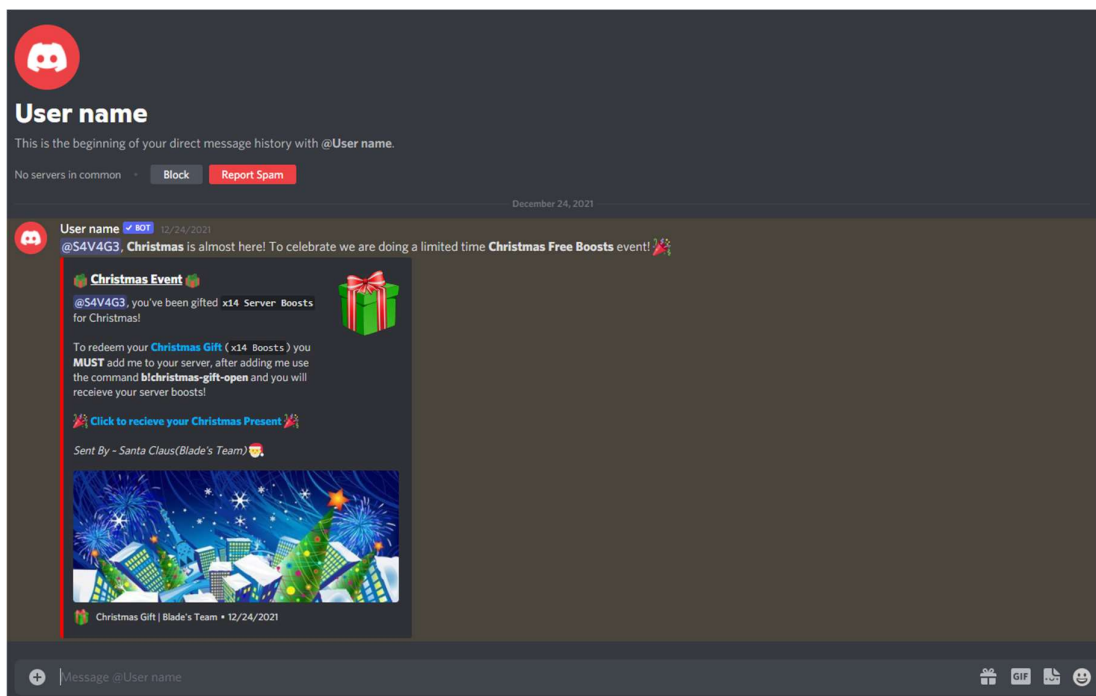 User name
This is the beginning of your direct message history with @User name.
No servers in common Block Report Spam
December 24, 2021
User name ✓ BOT 12/24/2021
@S4V4G3, Christmas is almost here! To celebrate we are doing a limited time Christmas Free Boosts event!
Christmas Event
@S4V4G3, you've been gifted x14 Server Boosts
for Christmas!
To redeem your Christmas Gift (x14 Boosts) you
MUST add me to your server, after adding me use
the command b!christmas-gift-open and you will
receieve your server boosts!
Click to recieve your Christmas Present
Sent By - Santa Claus(Blade's Team)
Christmas Gift | Blade's Team • 12/24/2021
Message @User name
GIF